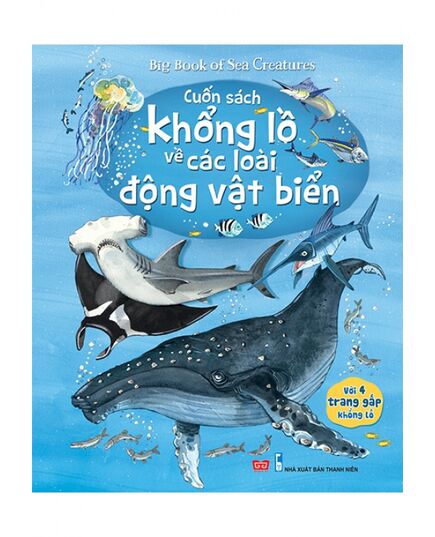 Big Book of Sea Creatures
Cuốn sách
khổng lồ
về các loài
động vật biển
Với 4
trang gấp
khổng lồ
NHÀ XUẤT BẢN THANH NIÊN